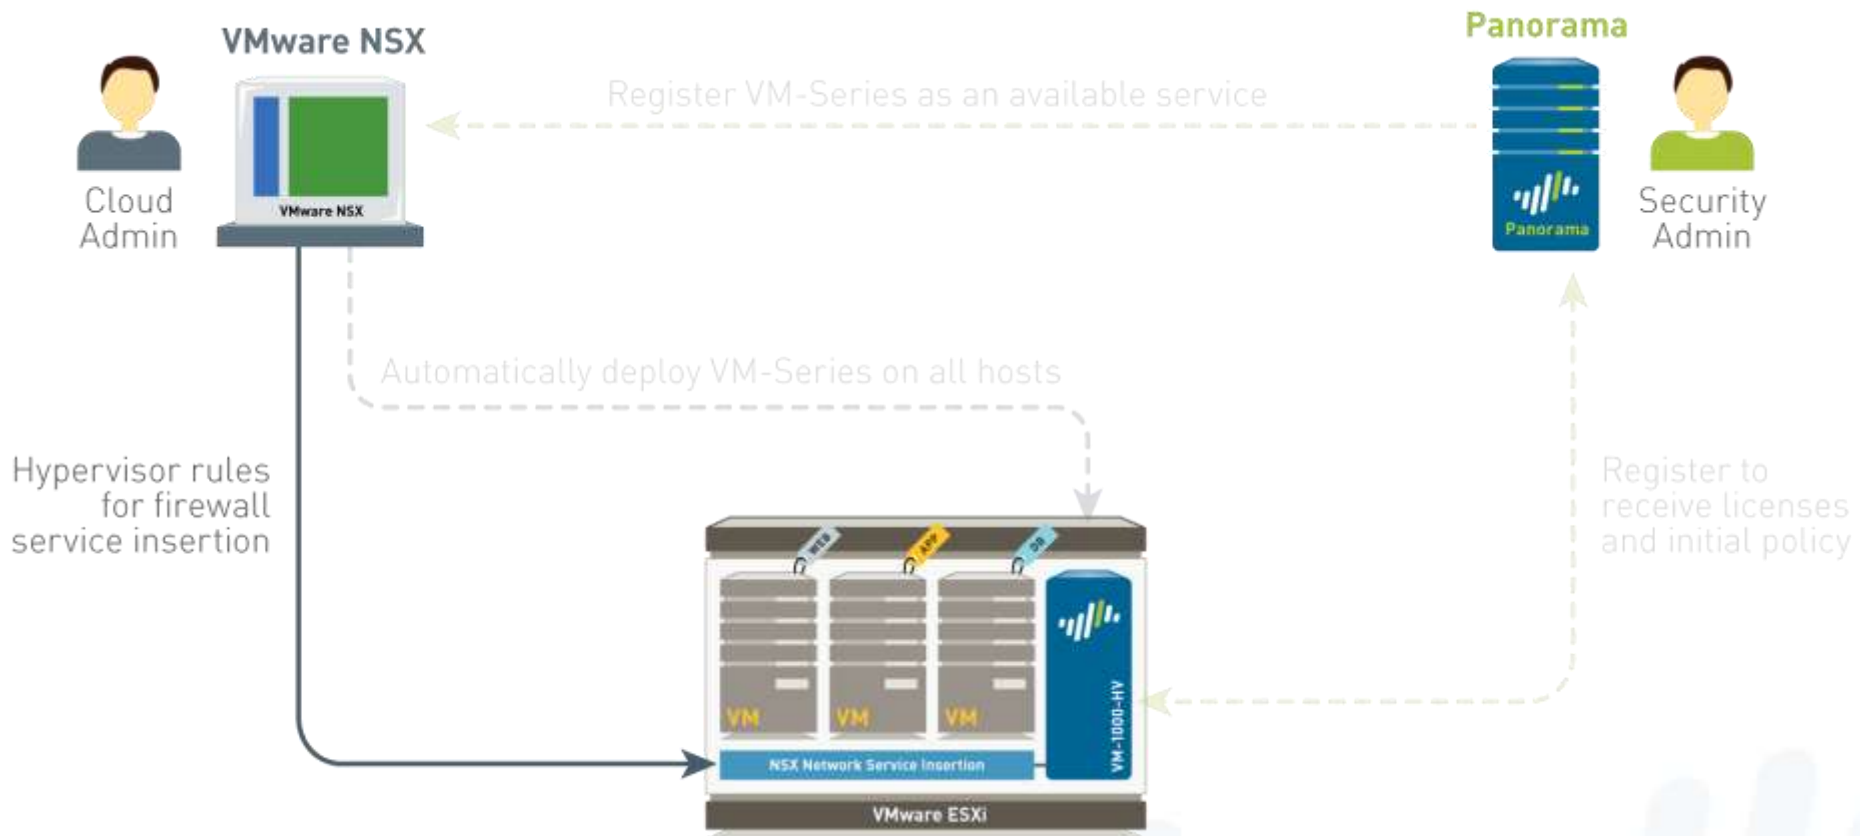 VMware NSX
Panorama
Register VM-Series as an available service
Cloud
Admin
VMware NSX
Panorama
Security
Admin
Automatically deploy VM-Series on all hosts
Hypervisor rules
for firewall
service insertion
Register to
receive licenses
and initial policy
WEB
APP
DB
VM
VM
VM
VM-1000-HV
NSX Network Service Insertion
VMware ESXi